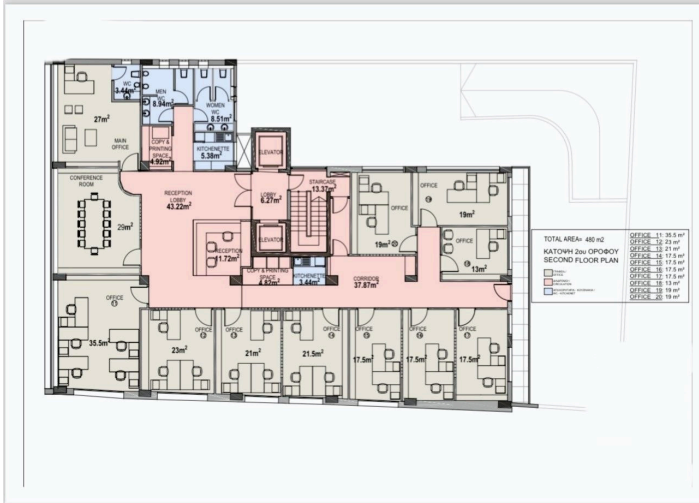 WC
3.44m²
MEN
WC
8.94m²
WOMEN
WC
8.51m²
27m²
MAIN
OFFICE
COPY &
PRINTING
SPACE
4.92m²
KITCHENETTE
5.38m²
ELEVATOR
STAIRCASE
13.37m²
CONFERENCE
ROOM
29m²
RECEPTION
LOBBY
43.22m²
LOBBY
6.27m²
OFFICE
19m²
OFFICE
19m²
OFFICE
13m²
RECEPTION
11.72m²
ELEVATOR
COPY & PRINTING
SPACE
4.82m²
KITCHENETTE
3.44m²
CORRIDOR
37.87m²
OFFICE
35.5m²
OFFICE
23m²
OFFICE
21m²
OFFICE
21.5m²
OFFICE
17.5m²
OFFICE
17.5m²
OFFICE
17.5m²
TOTAL AREA= 480 m2
ΚΑΤΟΨΗ 2ου ΟΡΟΦΟΥ
SECOND FLOOR PLAN
OFFICE 11: 35.5 m²
OFFICE 12: 23 m²
OFFICE 13: 21 m²
OFFICE 14: 17.5 m²
OFFICE 15: 17.5 m²
OFFICE 16: 17.5 m²
OFFICE 17: 17.5 m²
OFFICE 18: 13 m²
OFFICE 19: 19 m²
OFFICE 20: 19 m²